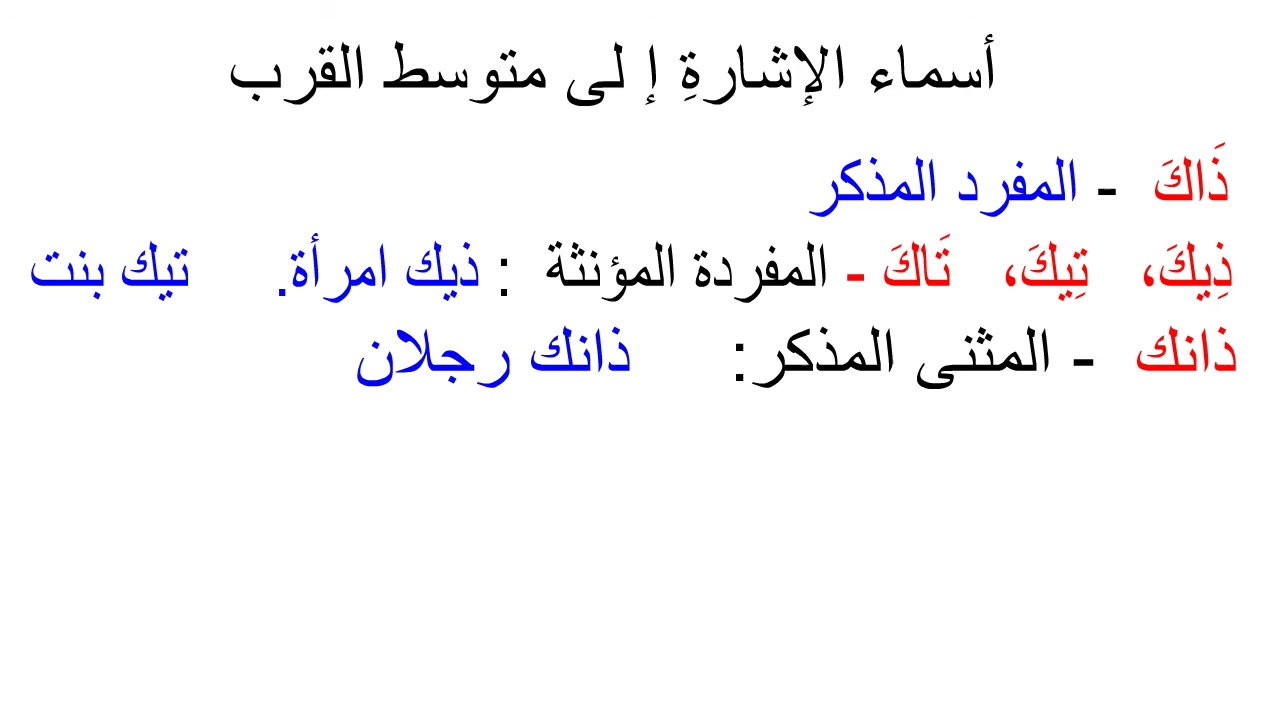 أسماء الإشارةِ إ لى متوسط القرب
ذَاكَ - المفرد المذكر
ذِيكَ، تِيكَ، تَاكَ - المفردة المؤنثة : ذيك امرأة. تيك بنت
ذانك - المثنى المذكر: ذانك رجلان